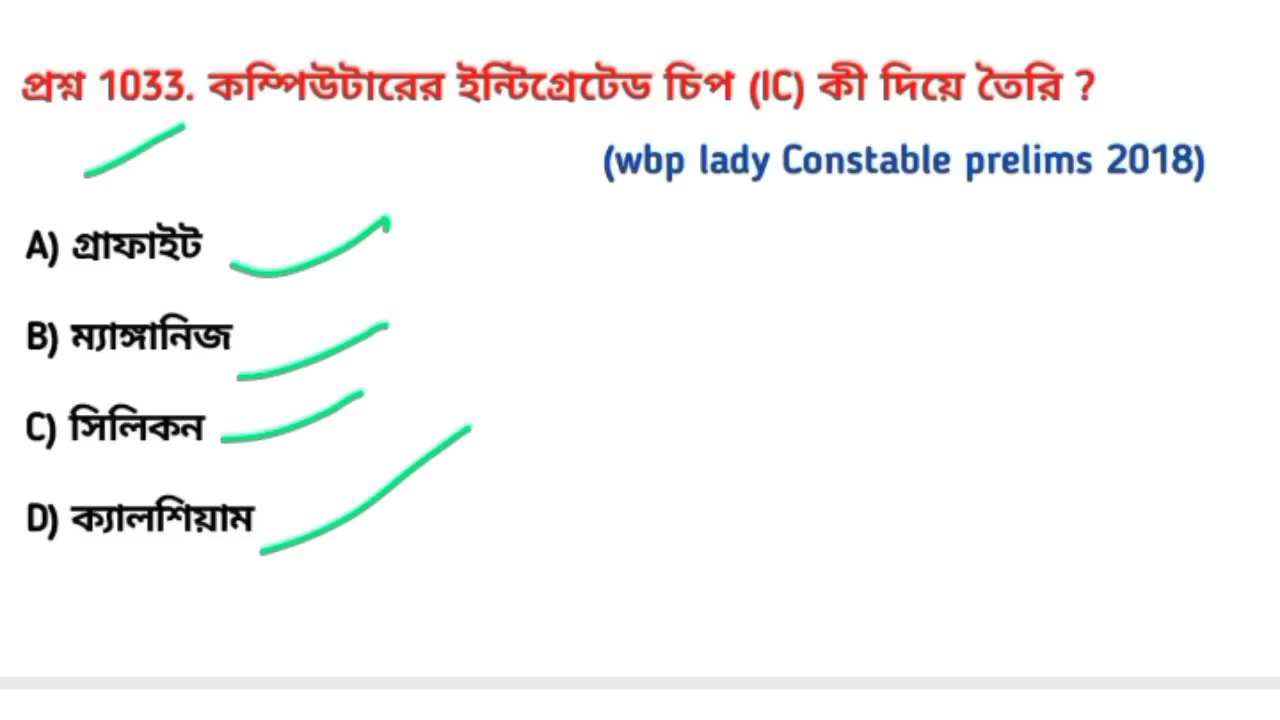 প্রশ্ন 1033. কম্পিউটারের ইন্টিগ্রেটেড চিপ (IC) কী দিয়ে তৈরি ?
(wbp lady Constable prelims 2018)
A) গ্রাফাইট
B) ম্যাঙ্গানিজ
C) সিলিকন
D) ক্যালশিয়াম